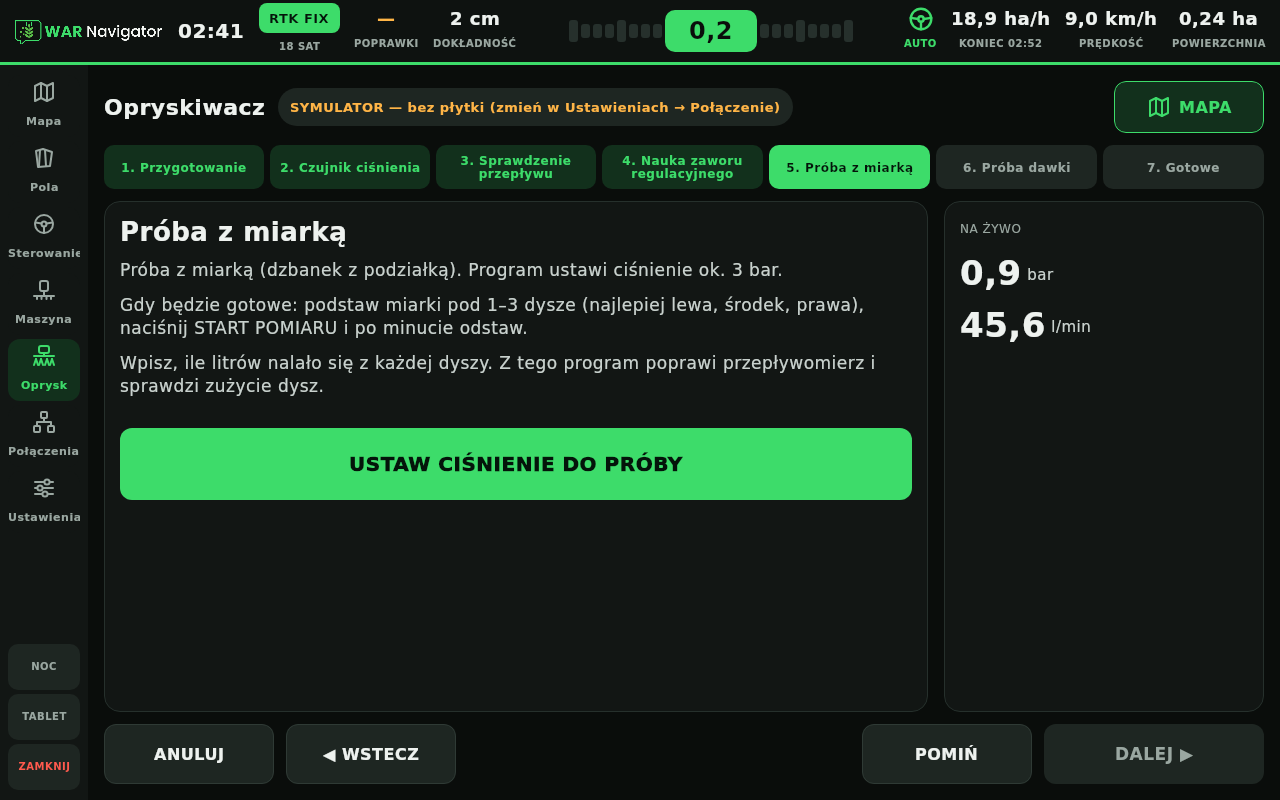 WAR Navigator
02:41
RTK FIX
18 SAT
—
POPRAWKI
2 cm
DOKŁADNOŚĆ
0,2
AUTO
18,9 ha/h
KONIEC 02:52
9,0 km/h
PRĘDKOŚĆ
0,24 ha
POWIERZCHNIA
Mapa
Pola
Sterowanie
Maszyna
Oprysk
Połączenia
Ustawienia
NOC
TABLET
ZAMKNIJ
Opryskiwacz
SYMULATOR — bez płytki (zmień w Ustawieniach → Połączenie)
MAPA
1. Przygotowanie
2. Czujnik ciśnienia
3. Sprawdzenie
przepływu
4. Nauka zaworu
regulacyjnego
5. Próba z miarką
6. Próba dawki
7. Gotowe
Próba z miarką
Próba z miarką (dzbanek z podziałką). Program ustawi ciśnienie ok. 3 bar.
Gdy będzie gotowe: podstaw miarki pod 1–3 dysze (najlepiej lewa, środek, prawa),
naciśnij START POMIARU i po minucie odstaw.
Wpisz, ile litrów nalało się z każdej dyszy. Z tego program poprawi przepływomierz i
sprawdzi zużycie dysz.
USTAW CIŚNIENIE DO PRÓBY
NA ŻYWO
0,9 bar
45,6 l/min
ANULUJ
◀ WSTECZ
POMIŃ
DALEJ ▶